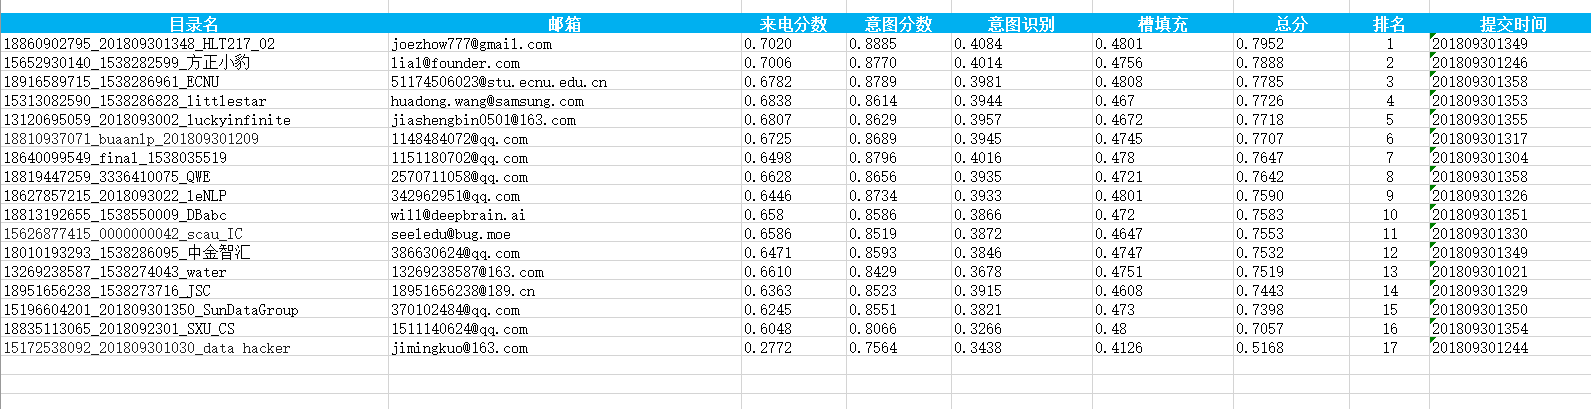 目录名 邮箱 来电分数 意图分数 意图识别 槽填充 总分 排名 提交时间
18860902795_201809301348_HLT217_02 joezhow777@gmail.com 0.7020 0.8885 0.4084 0.4801 0.7952 1 201809301349
15652930140_1538282599_方正小豹 lial@founder.com 0.7006 0.8770 0.4014 0.4756 0.7888 2 201809301246
18916589715_1538286961_ECNU 51174506023@stu.ecnu.edu.cn 0.6782 0.8789 0.3981 0.4808 0.7785 3 201809301358
15313082590_1538286828_littlestar huadong.wang@samsung.com 0.6838 0.8614 0.3944 0.467 0.7726 4 201809301353
13120695059_2018093002_luckyinfinite jiashengbin0501@163.com 0.6807 0.8629 0.3957 0.4672 0.7718 5 201809301355
18810937071_buaanlp_201809301209 1148484072@qq.com 0.6725 0.8689 0.3945 0.4745 0.7707 6 201809301317
18640099549_final_1538035519 1151180702@qq.com 0.6498 0.8796 0.4016 0.478 0.7647 7 201809301304
18819447259_3336410075_QWE 2570711058@qq.com 0.6628 0.8656 0.3935 0.4721 0.7642 8 201809301358
18627857215_2018093022_leNLP 342962951@qq.com 0.6446 0.8734 0.3933 0.4801 0.7590 9 201809301326
18813192655_1538550009_DBabc will@deepbrain.ai 0.658 0.8586 0.3866 0.472 0.7583 10 201809301351
15626877415_0000000042_scau_IC seeledu@bug.moe 0.6586 0.8519 0.3872 0.4647 0.7553 11 201809301330
18010193293_1538286095_中金智汇 386630624@qq.com 0.6471 0.8593 0.3846 0.4747 0.7532 12 201809301349
13269238587_1538274043_water 13269238587@163.com 0.6610 0.8429 0.3678 0.4751 0.7519 13 201809301021
18951656238_1538273716_JSC 18951656238@189.cn 0.6363 0.8523 0.3915 0.4608 0.7443 14 201809301329
15196604201_201809301350_SunDataGroup 370102484@qq.com 0.6245 0.8551 0.3821 0.473 0.7398 15 201809301350
18835113065_2018092301_SXU_CS 1511140624@qq.com 0.6048 0.8066 0.3266 0.48 0.7057 16 201809301354
15172538092_201809301030_data hacker jimingkuo@163.com 0.2772 0.7564 0.3438 0.4126 0.5168 17 201809301244